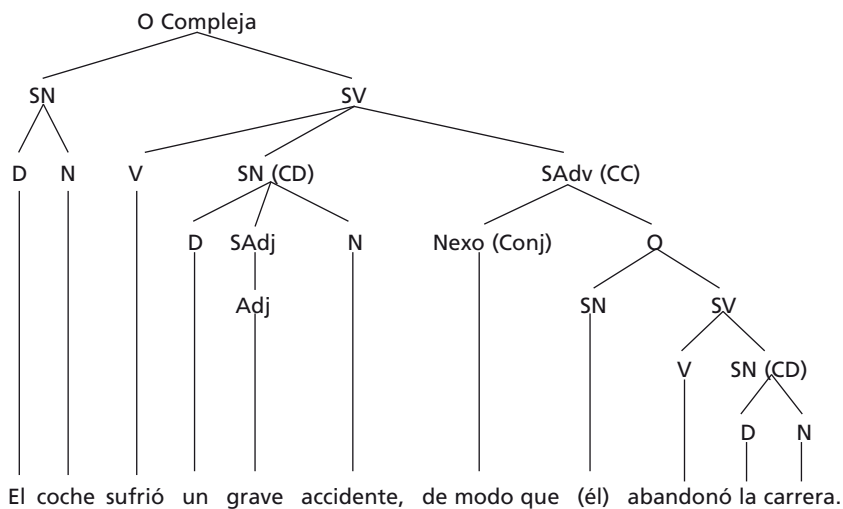 O Compleja
SN SV
D N V SN (CD) SAdv (CC)
D SAdj N Nexo (Conj) O
Adj SN SV
V SN (CD)
D N
El coche sufrió un grave accidente, de modo que (él) abandonó la carrera.